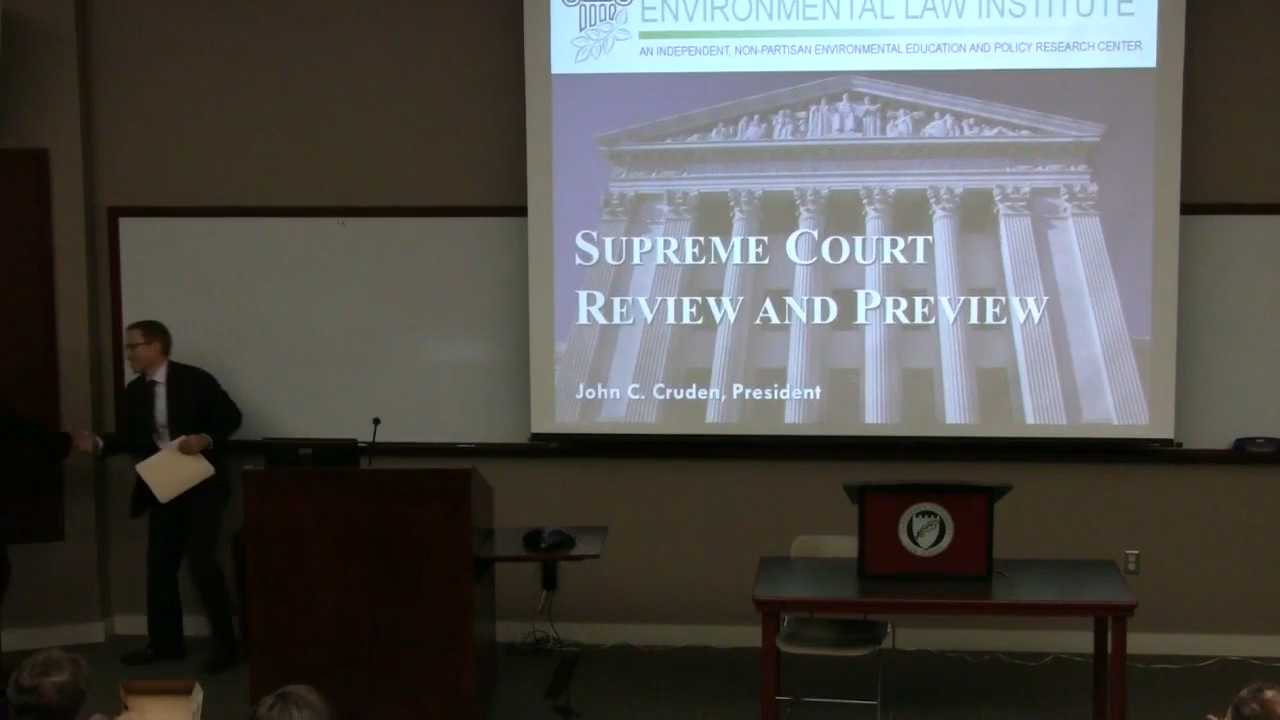 ENVIRONMENTAL LAW INSTITUTE
AN INDEPENDENT, NON-PARTISAN ENVIRONMENTAL EDUCATION AND POLICY RESEARCH CENTER
SUPREME COURT
REVIEW AND PREVIEW
John C. Cruden, President